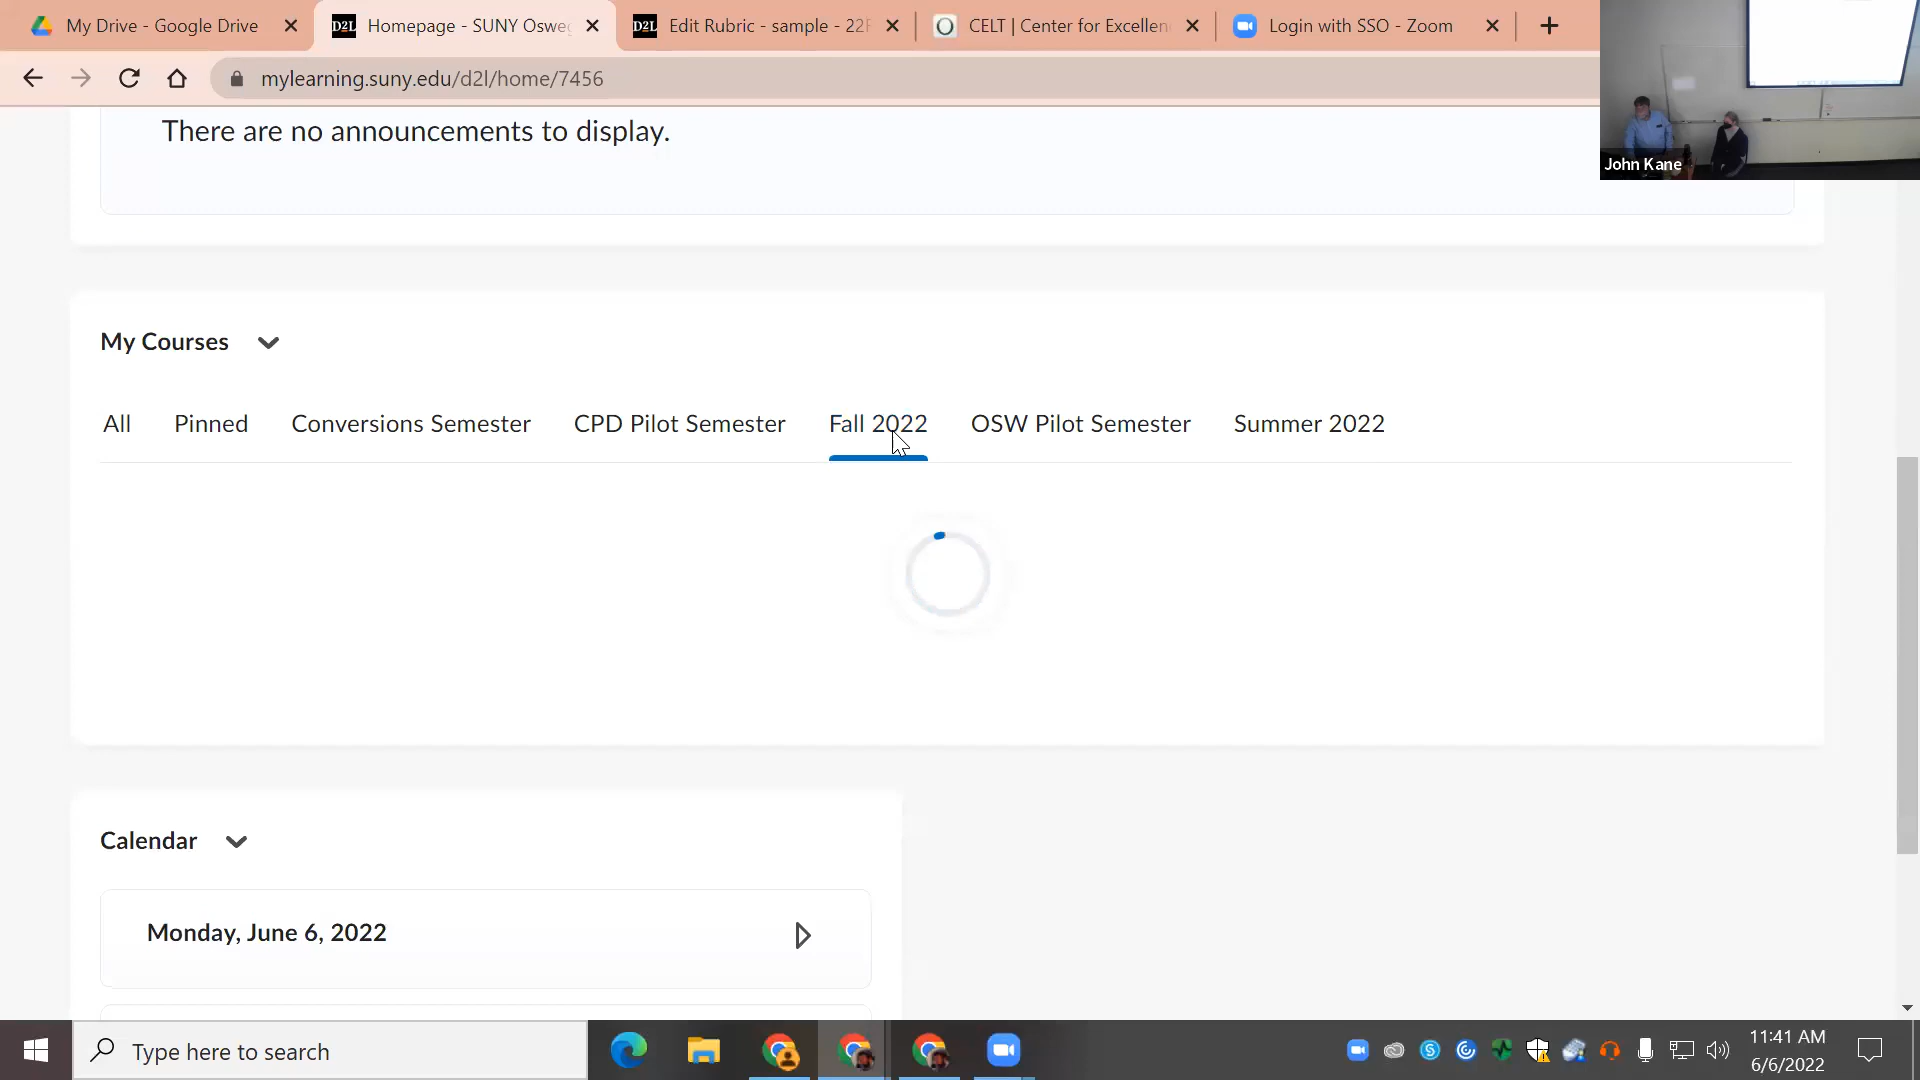 My Drive - Google Drive
D2L Homepage - SUNY Oswe
D2L Edit Rubric - sample - 22F
CELT | Center for Excellen
Login with SSO - Zoom
mylearning.suny.edu/d2l/home/7456
There are no announcements to display.
John Kane
My Courses
All Pinned Conversions Semester CPD Pilot Semester Fall 2022 OSW Pilot Semester Summer 2022
Calendar
Monday, June 6, 2022
Type here to search
11:41 AM
6/6/2022